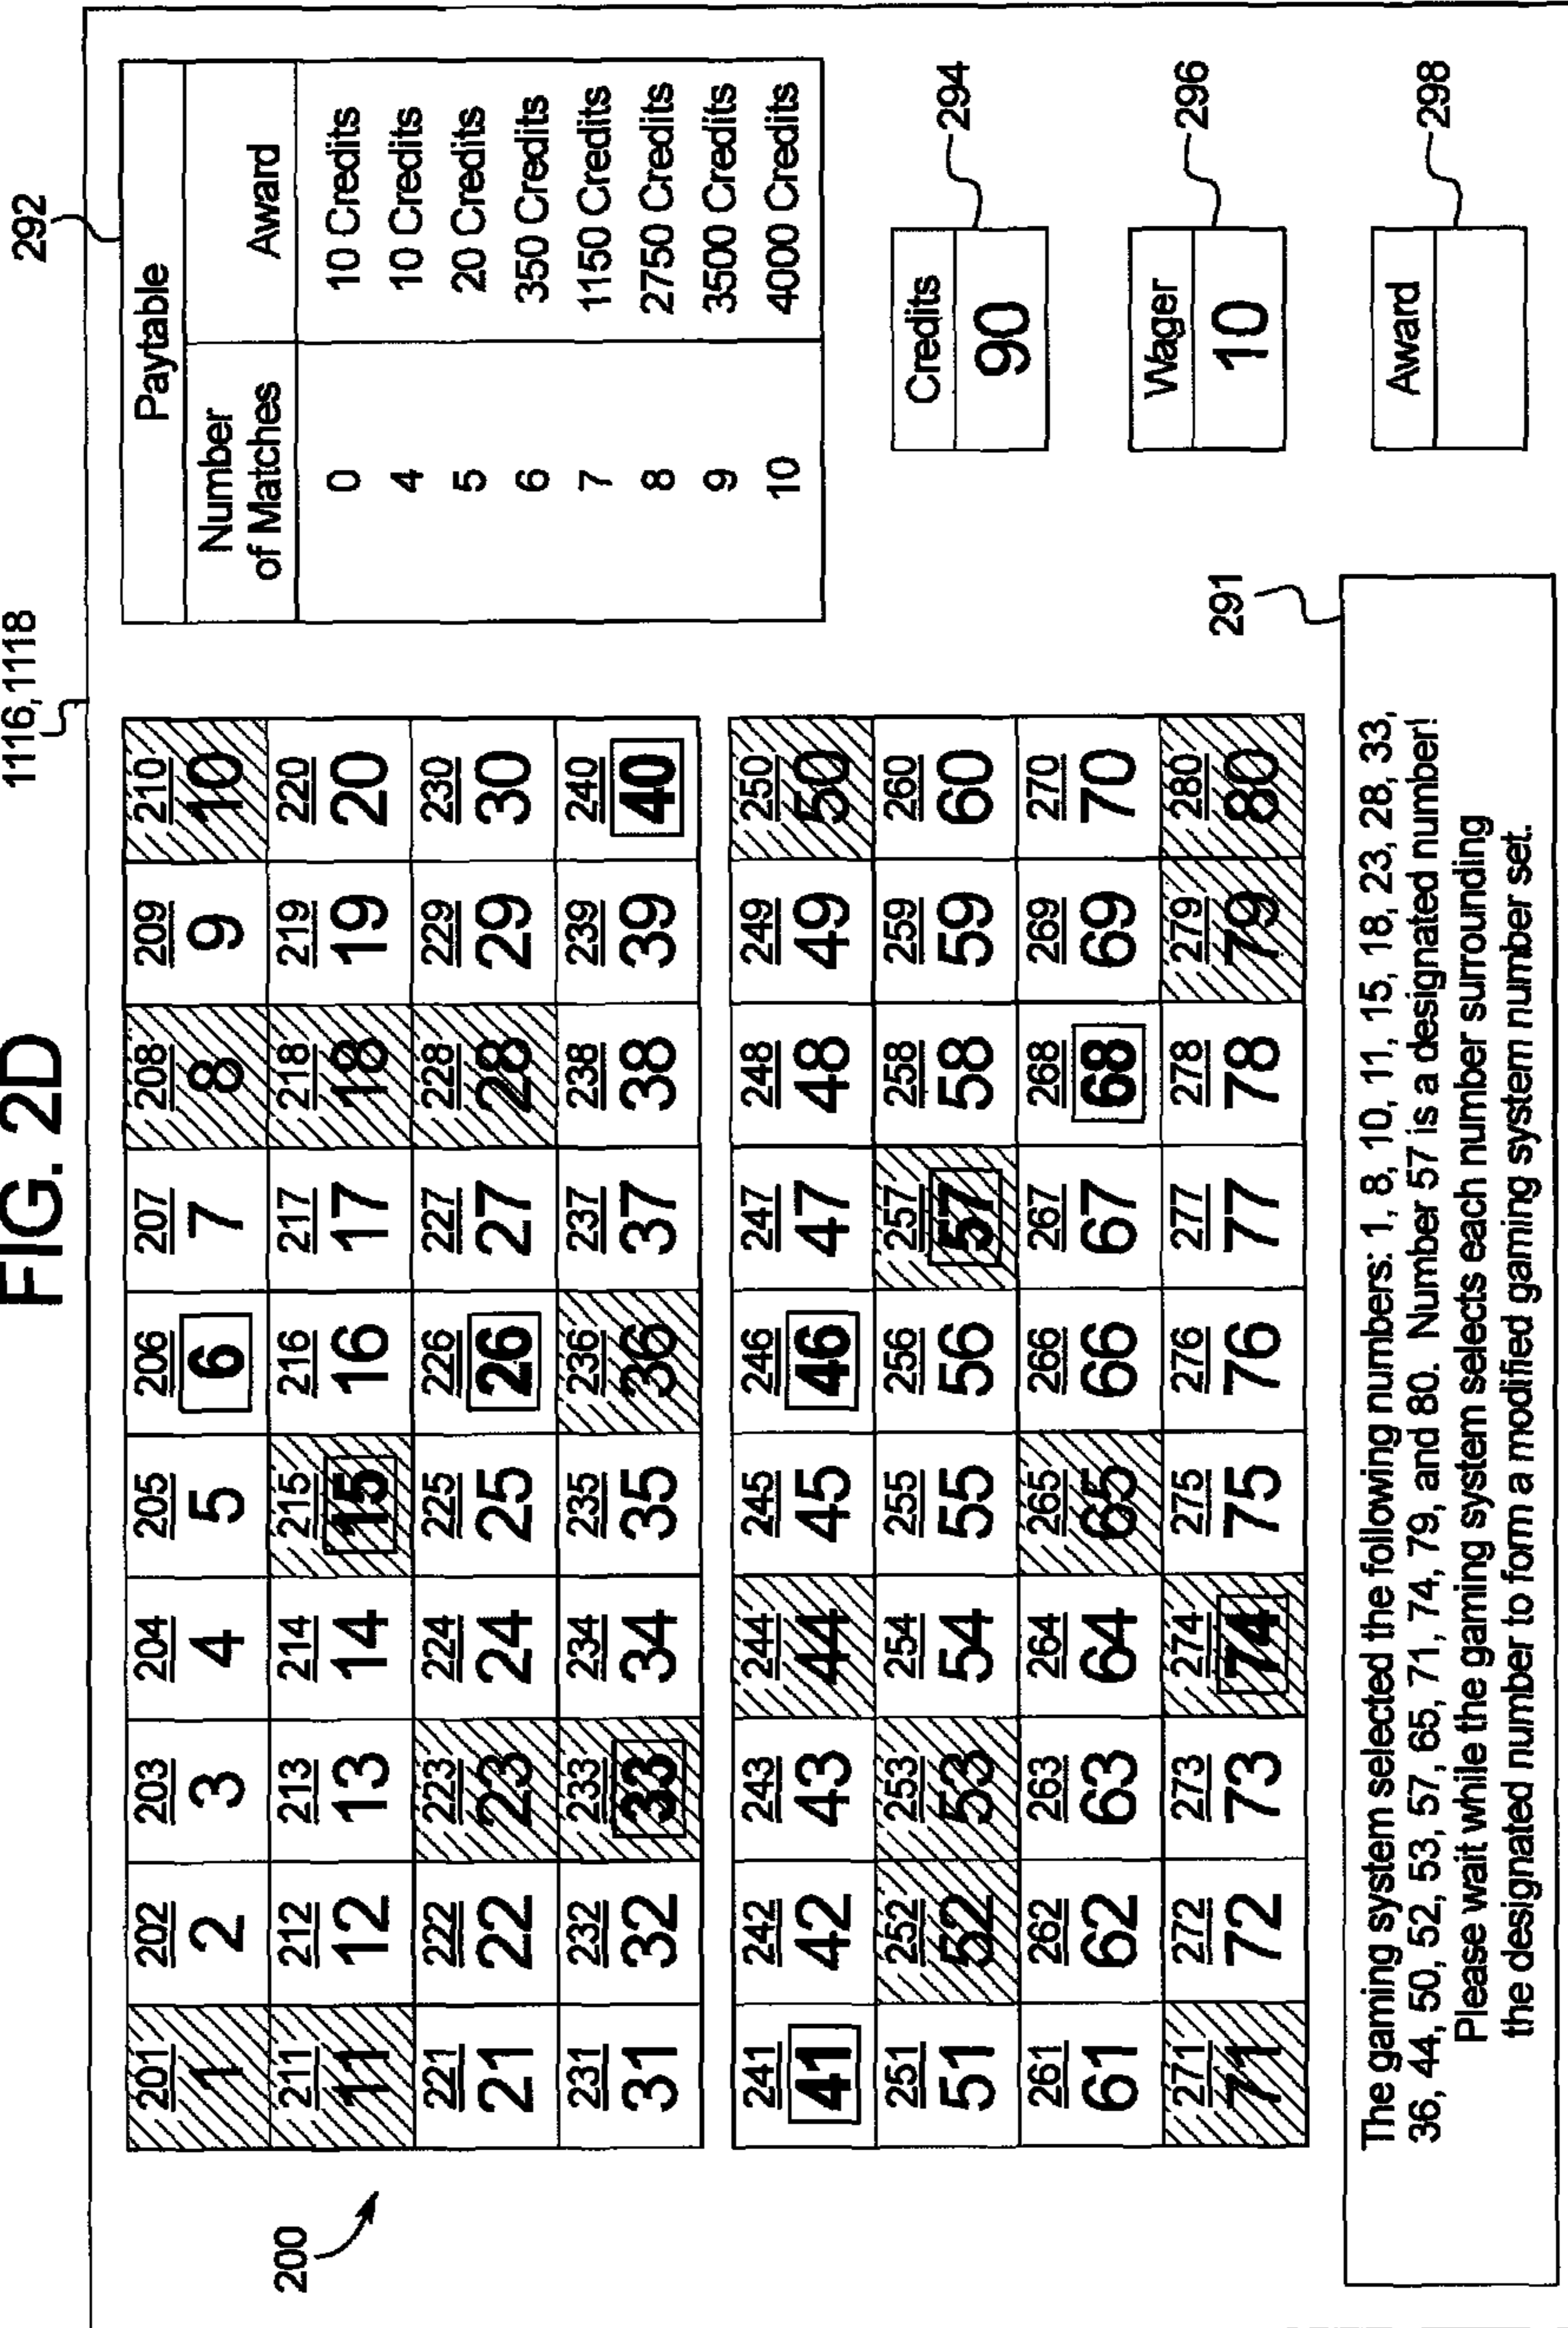 FIG. 2D
1116,1118
292
200
201 202 203 204 205 206 207 208 209 210
1 2 3 4 5 6 7 8 9 10
211 212 213 214 215 216 217 218 219 220
11 12 13 14 15 16 17 18 19 20
221 222 223 224 225 226 227 228 229 230
21 22 23 24 25 26 27 28 29 30
231 232 233 234 235 236 237 238 239 240
31 32 33 34 35 36 37 38 39 40
241 242 243 244 245 246 247 248 249 250
41 42 43 44 45 46 47 48 49 50
251 252 253 254 255 256 257 258 259 260
51 52 53 54 55 56 57 58 59 60
261 262 263 264 265 266 267 268 269 270
61 62 63 64 65 66 67 68 69 70
271 272 273 274 275 276 277 278 279 280
71 72 73 74 75 76 77 78 79 80
Paytable
Number
of Matches
Award
0 10 Credits
4 10 Credits
5 20 Credits
6 350 Credits
7 1150 Credits
8 2750 Credits
9 3500 Credits
10 4000 Credits
Credits
90
294
Wager
10
296
Award
298
291
The gaming system selected the following numbers: 1, 8, 10, 11, 15, 18, 23, 28, 33,
36, 44, 50, 52, 53, 57, 65, 71, 74, 79, and 80. Number 57 is a designated number!
Please wait while the gaming system selects each number surrounding
the designated number to form a modified gaming system number set.